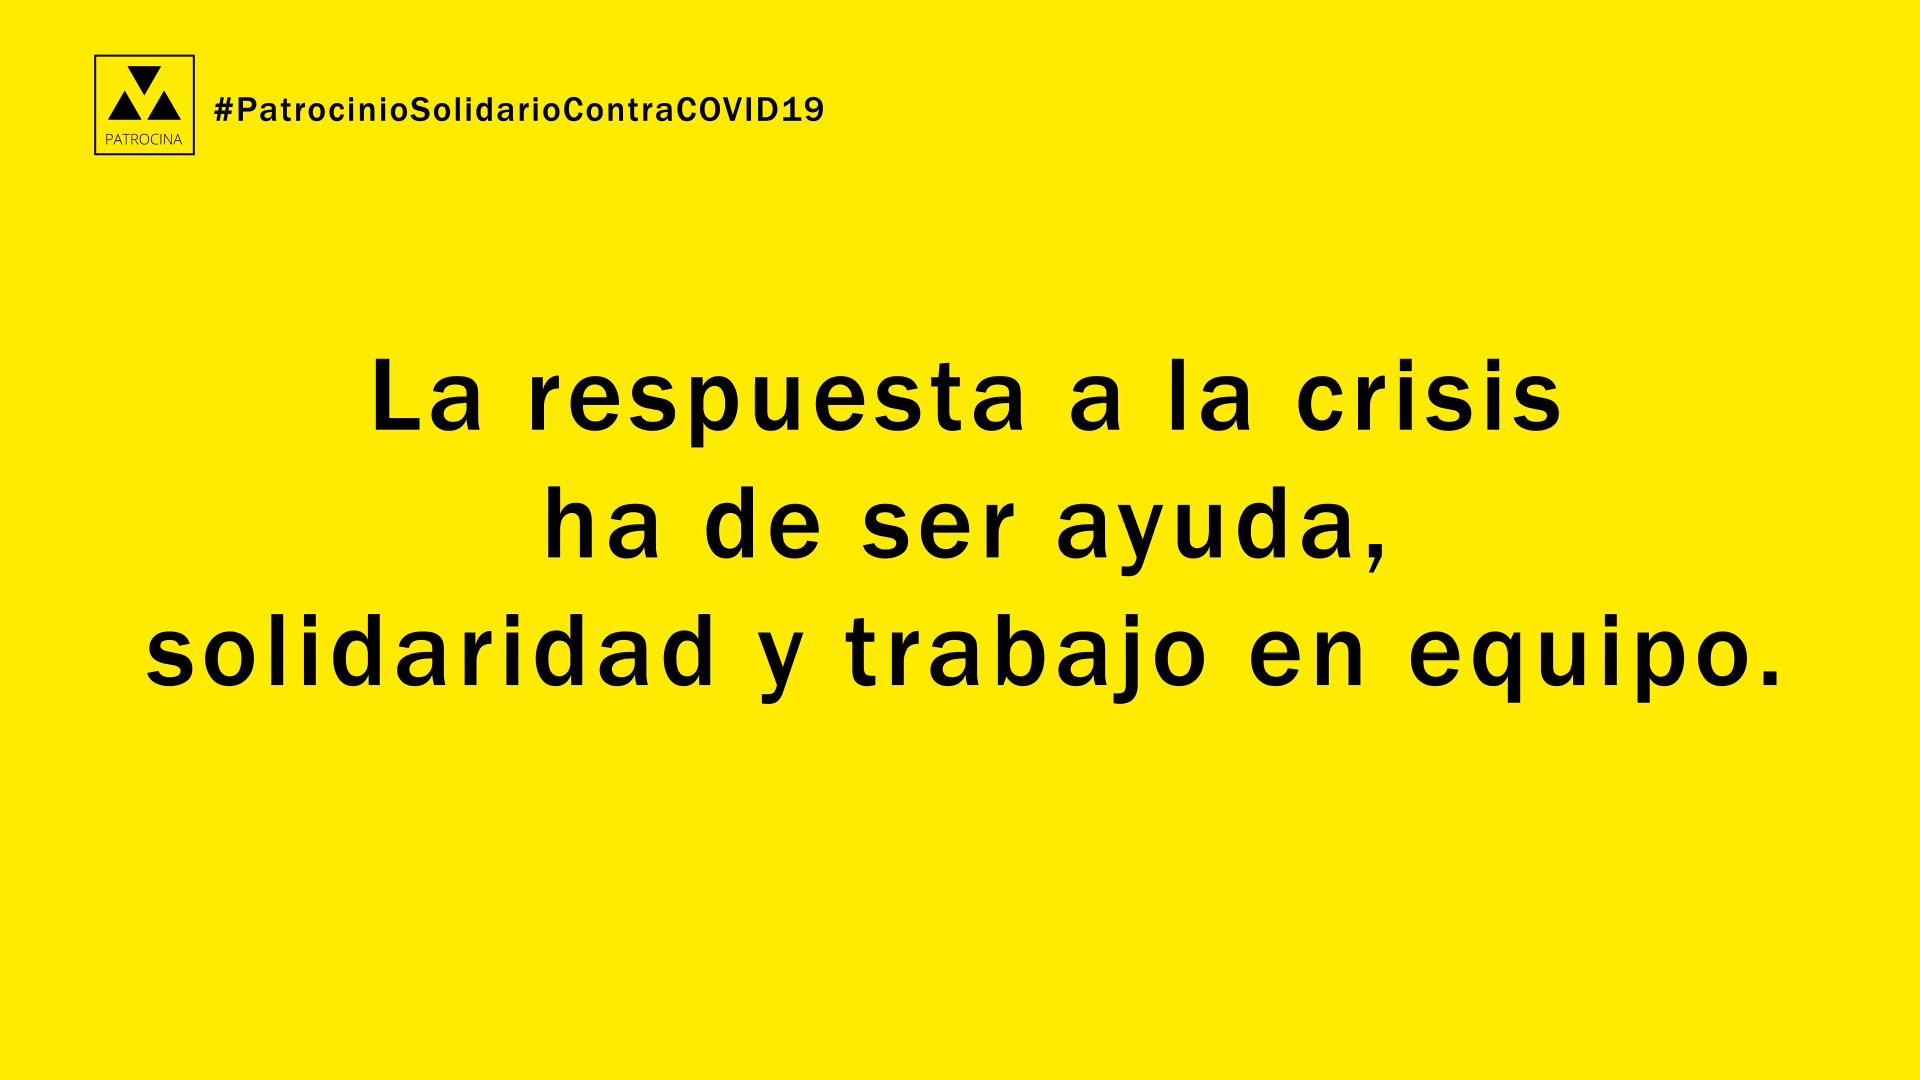 PATROCINA
#PatrocinioSolidarioContraCOVID19
La respuesta a la crisis
ha de ser ayuda,
solidaridad y trabajo en equipo.